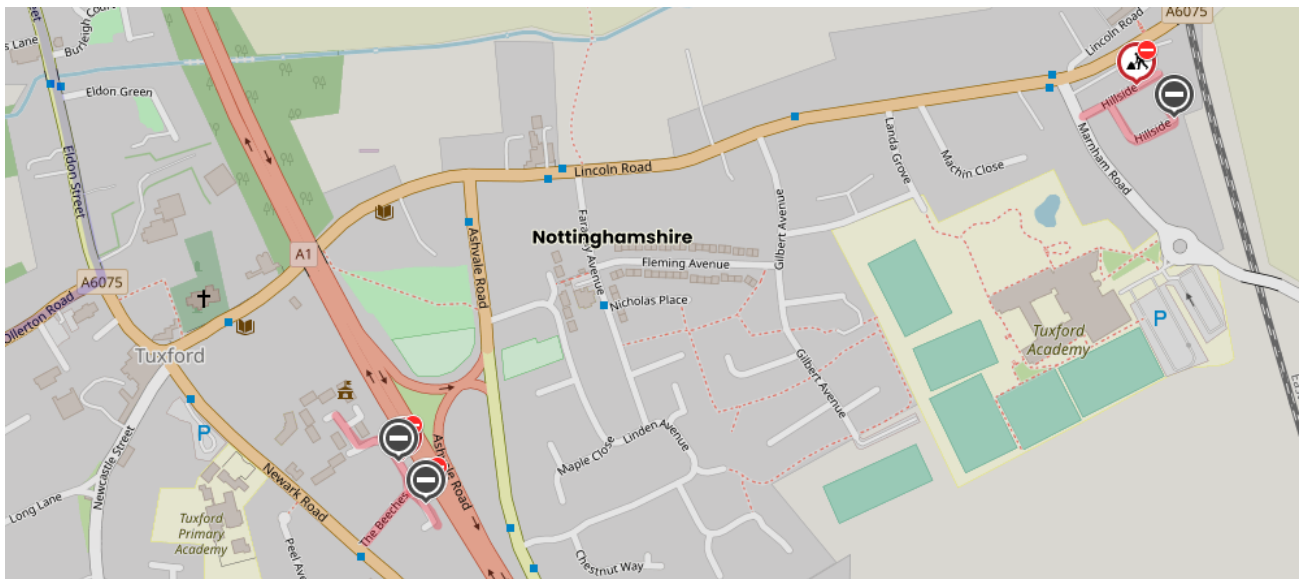 A6075
Lincoln Road
Burleigh Court
Eldon Green
Hillside
Hillside
Eldon Street
Landa Grove
Machin Close
Marnham Road
Lincoln Road
Gilbert Avenue
Faraday Avenue
Ashvale Road
Nottinghamshire
A1
Fleming Avenue
A6075
Nicholas Place
Ollerton Road
P
Tuxford
Tuxford
Academy
Gilbert Avenue
Newcastle Street
P
Linden Avenue
Maple Close
Ashvale Road
Newark Road
Long Lane
Tuxford
Primary
Academy
The Beeches
Chestnut Way